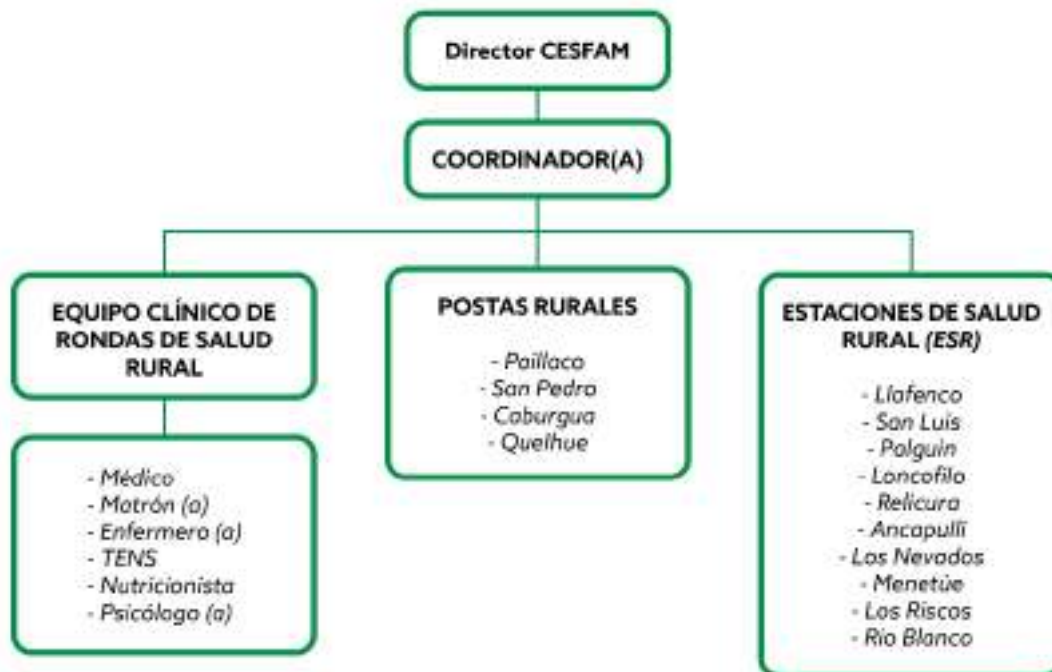 Director CESFAM
COORDINADOR(A)
EQUIPO CLÍNICO DE
RONDAS DE SALUD
RURAL
- Médico
- Matrón (a)
- Enfermero (a)
- TENS
- Nutricionista
- Psicólogo (a)
POSTAS RURALES
- Paillaco
- San Pedro
- Caburgua
- Quelhue
ESTACIONES DE SALUD
RURAL (ESR)
- Llafenco
- San Luis
- Palguin
- Loncofilo
- Relicura
- Ancapulli
- Los Nevados
- Menetúe
- Los Riscos
- Río Blanco